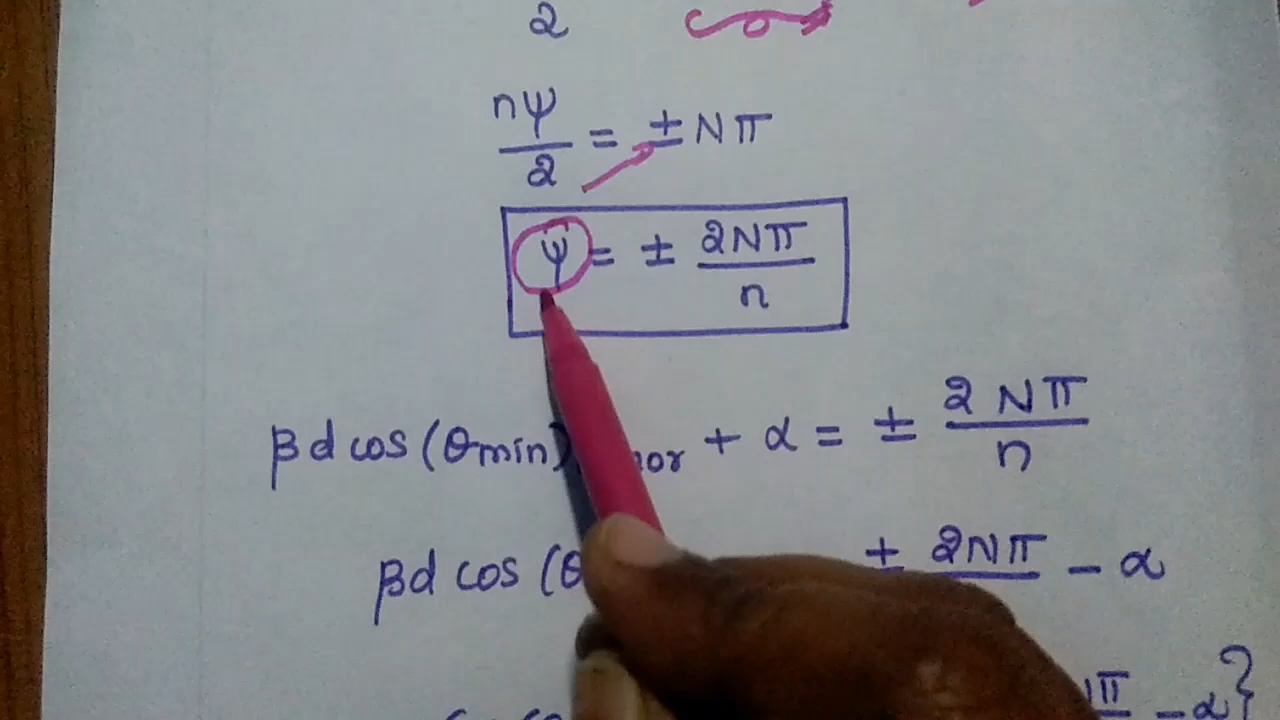 2
nψ/2 = ± Nπ
ψ = ± 2Nπ/n
βd cos(θmin) nor + α = ± 2Nπ/n
βd cos (θ ± 2Nπ - α
π - α}